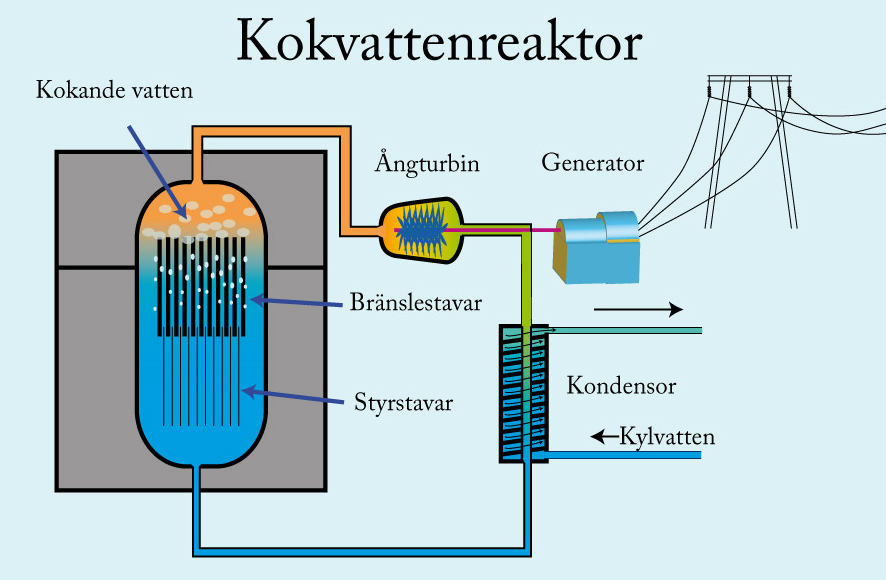 Kokvattenreaktor
Kokande vatten
Ångturbin
Generator
Bränslestavar
Kondensor
Styrstavar
Kylvatten